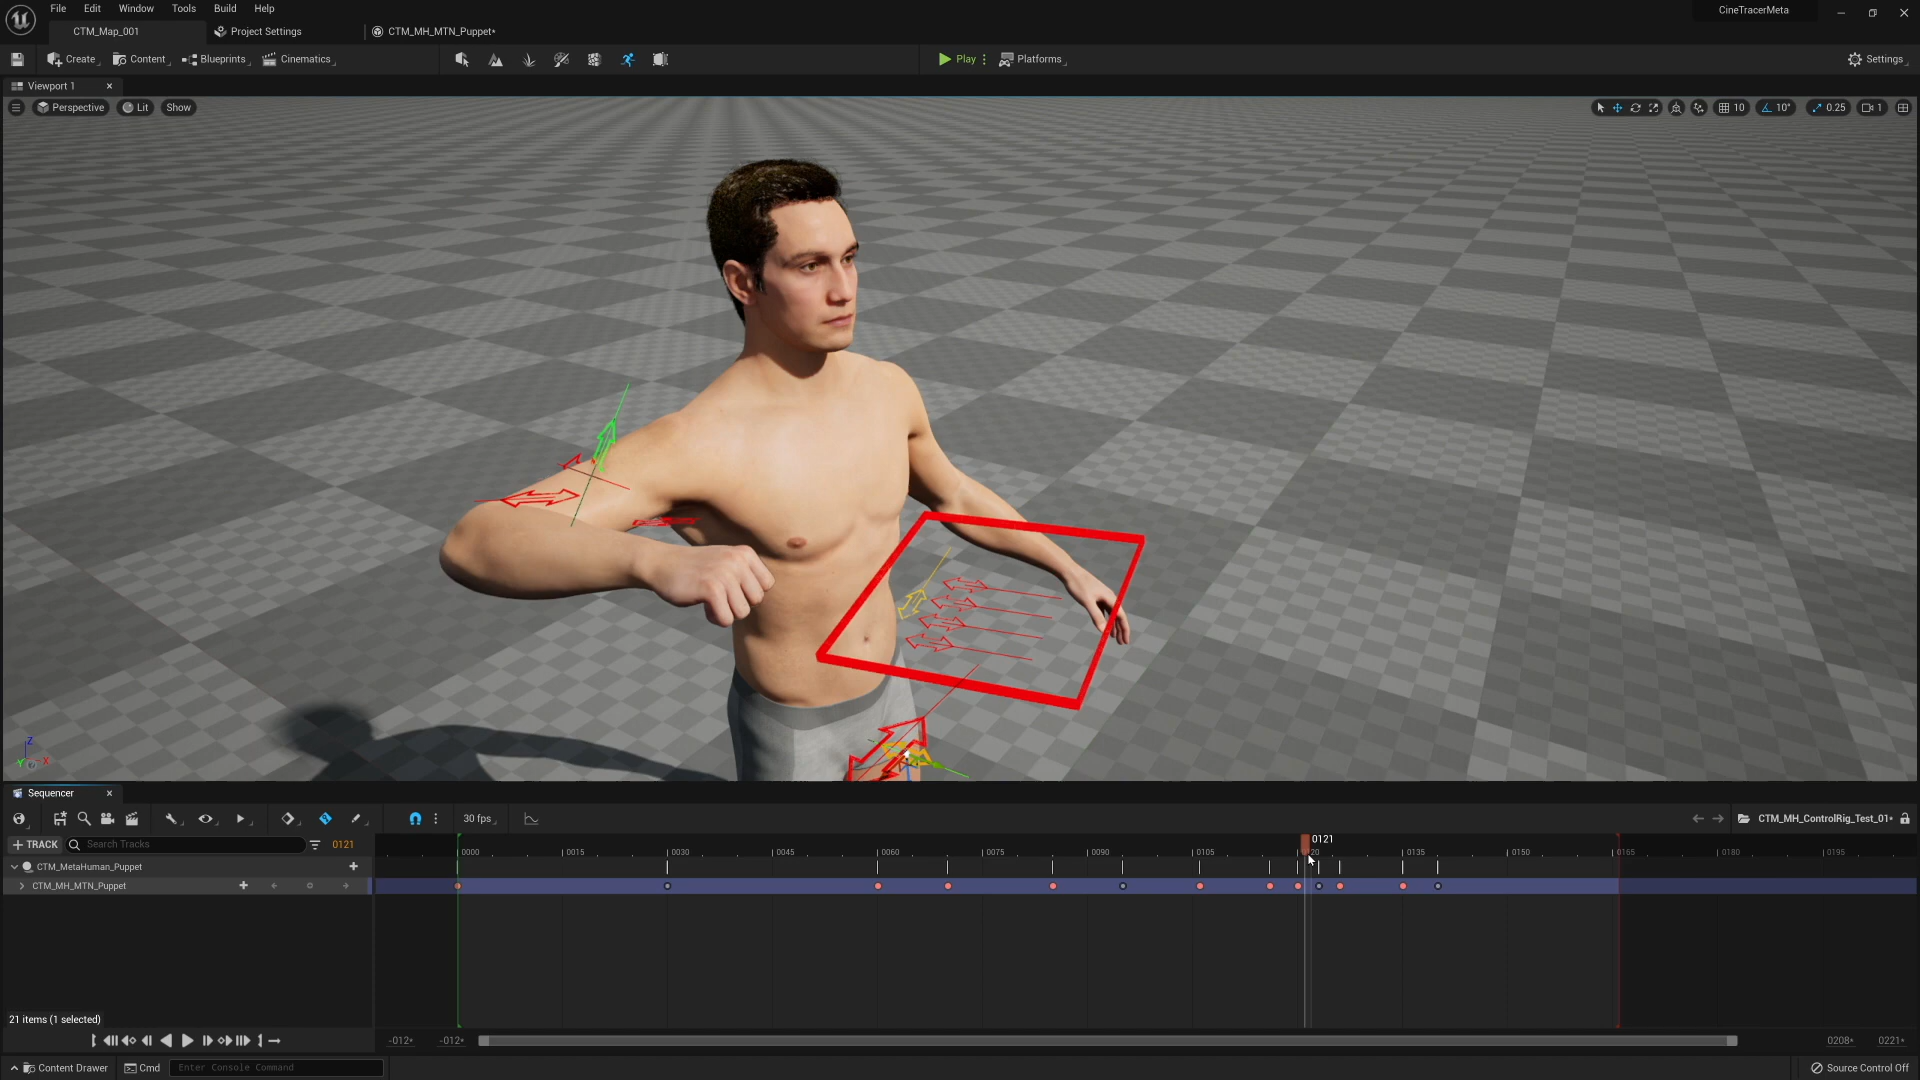 File Edit Window Tools Build Help
CineTracerMeta
CTM_Map_001
Project Settings
CTM_MH_MTN_Puppet*
Create
Content
Blueprints
Cinematics
Play
Platforms
Settings
Viewport 1
Perspective
Lit
Show
10
10°
0.25
1
Z
Y
X
Sequencer
30 fps
CTM_MH_ControlRig_Test_01*
TRACK
Search Tracks
0121
0121
0000 0015 0030 0045 0060 0075 0090 0105 0120 0135 0150 0165 0180 0195
CTM_MetaHuman_Puppet
CTM_MH_MTN_Puppet
21 items (1 selected)
-012*
-012*
0208*
0221*
Content Drawer
Cmd
Enter Console Command
Source Control Off